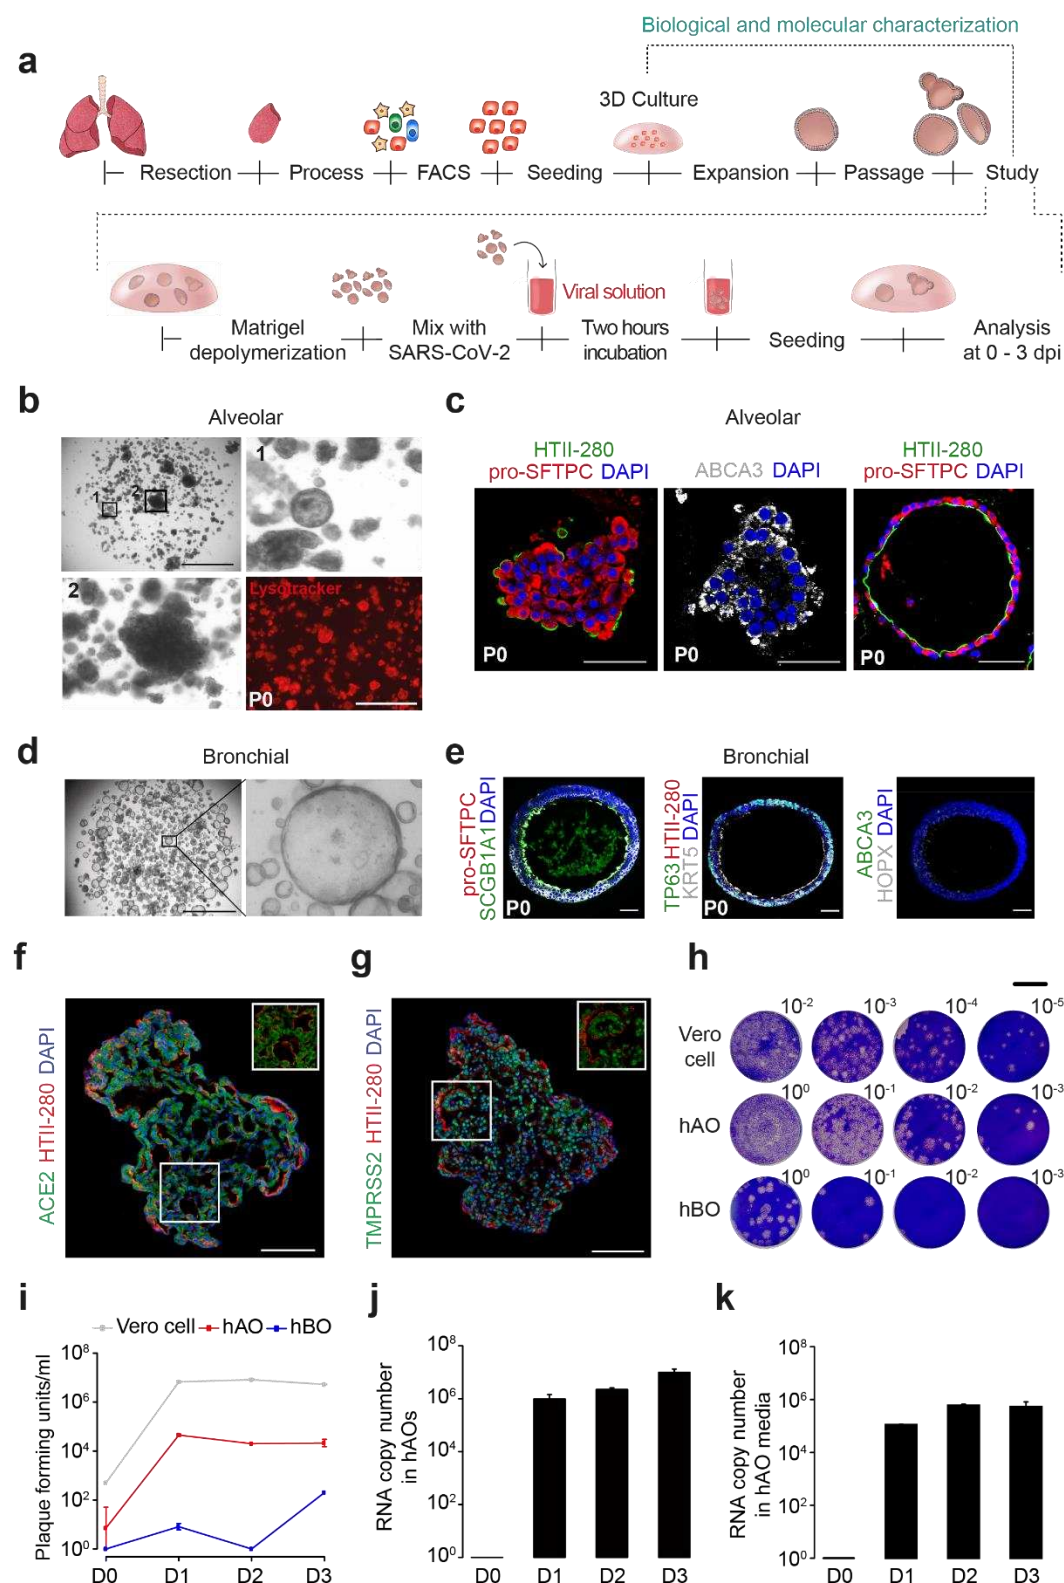 Biological and molecular characterization
a
3D Culture
Resection
Process
FACS
Seeding
Expansion
Passage
Study
Viral solution
Matrigel
depolymerization
Mix with
SARS-CoV-2
Two hours
incubation
Seeding
Analysis
at 0 - 3 dpi
b
Alveolar
1
2
1
2
Lysotracker
P0
c
Alveolar
HTII-280
pro-SFTPC DAPI
ABCA3 DAPI
HTII-280
pro-SFTPC DAPI
P0
P0
P0
d
Bronchial
e
Bronchial
pro-SFTPC
SCGB1A1 DAPI
P0
TP63 HTII-280
KRT5 DAPI
P0
ABCA3
HOPX DAPI
f
ACE2 HTII-280 DAPI
g
TMPRSS2 HTII-280 DAPI
h
10⁻² 10⁻³ 10⁻⁴ 10⁻⁵
Vero
cell
10⁰ 10⁻¹ 10⁻² 10⁻³
hAO
10⁰ 10⁻¹ 10⁻² 10⁻³
hBO
i
Vero cell hAO hBO
Plaque forming units/ml
10⁸
10⁶
10⁴
10²
10⁰
D0 D1 D2 D3
j
RNA copy number
in hAOs
10⁸
10⁶
10⁴
10²
10⁰
D0 D1 D2 D3
k
RNA copy number
in hAO media
10⁸
10⁶
10⁴
10²
10⁰
D0 D1 D2 D3